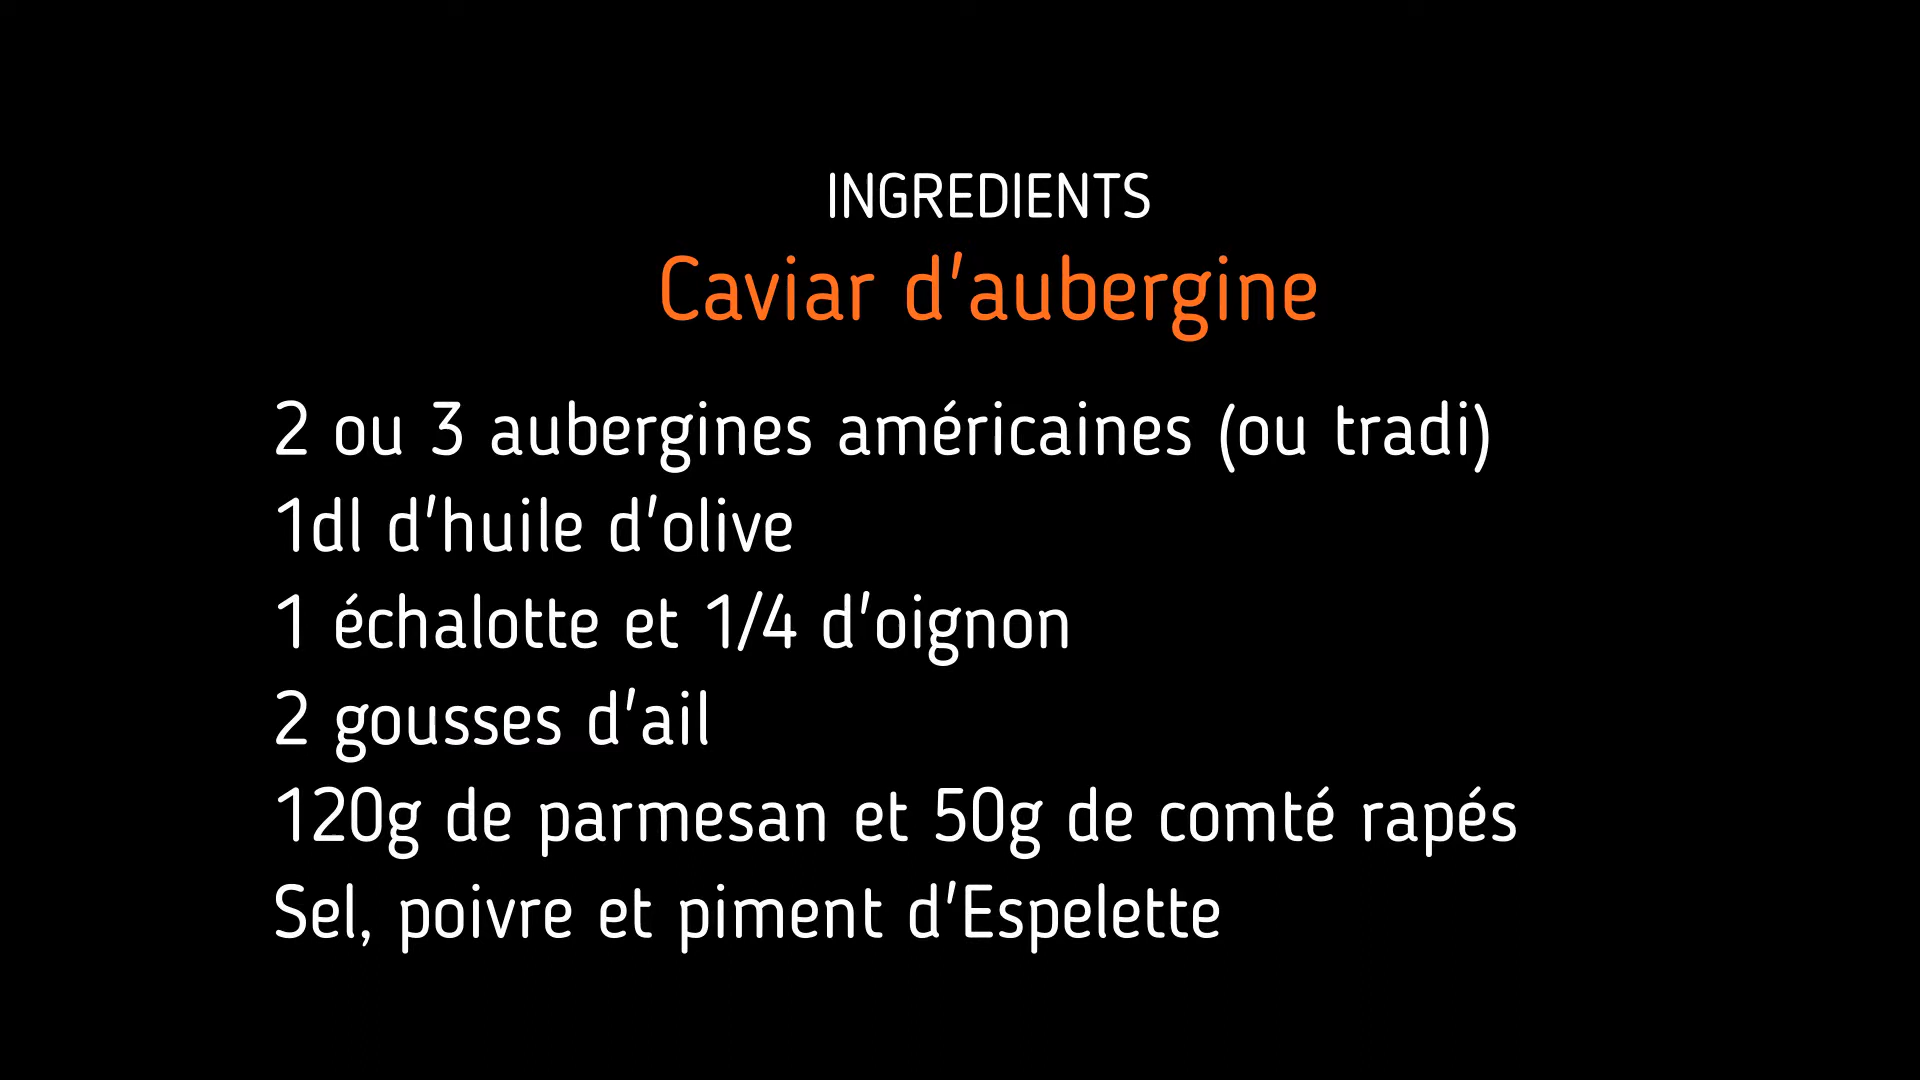 INGREDIENTS
Caviar d'aubergine
2 ou 3 aubergines américaines (ou tradi)
1dl d'huile d'olive
1 échalotte et 1/4 d'oignon
2 gousses d'ail
120g de parmesan et 50g de comté rapés
Sel, poivre et piment d'Espelette